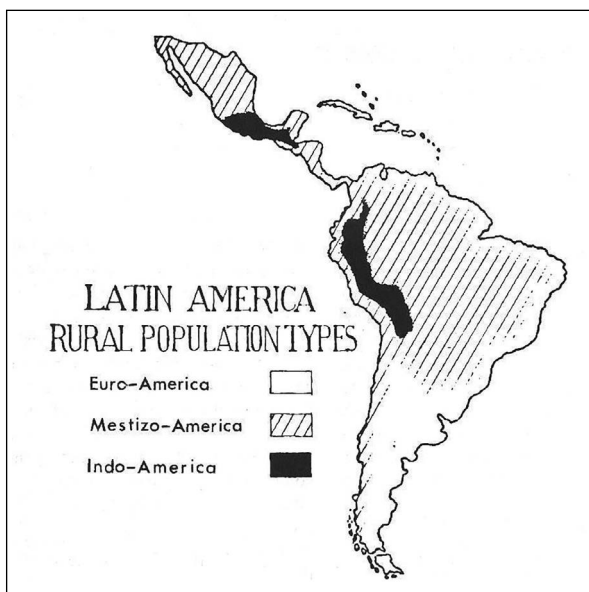 LATIN AMERICA
RURAL POPULATION TYPES
Euro-America
Mestizo-America
Indo-America